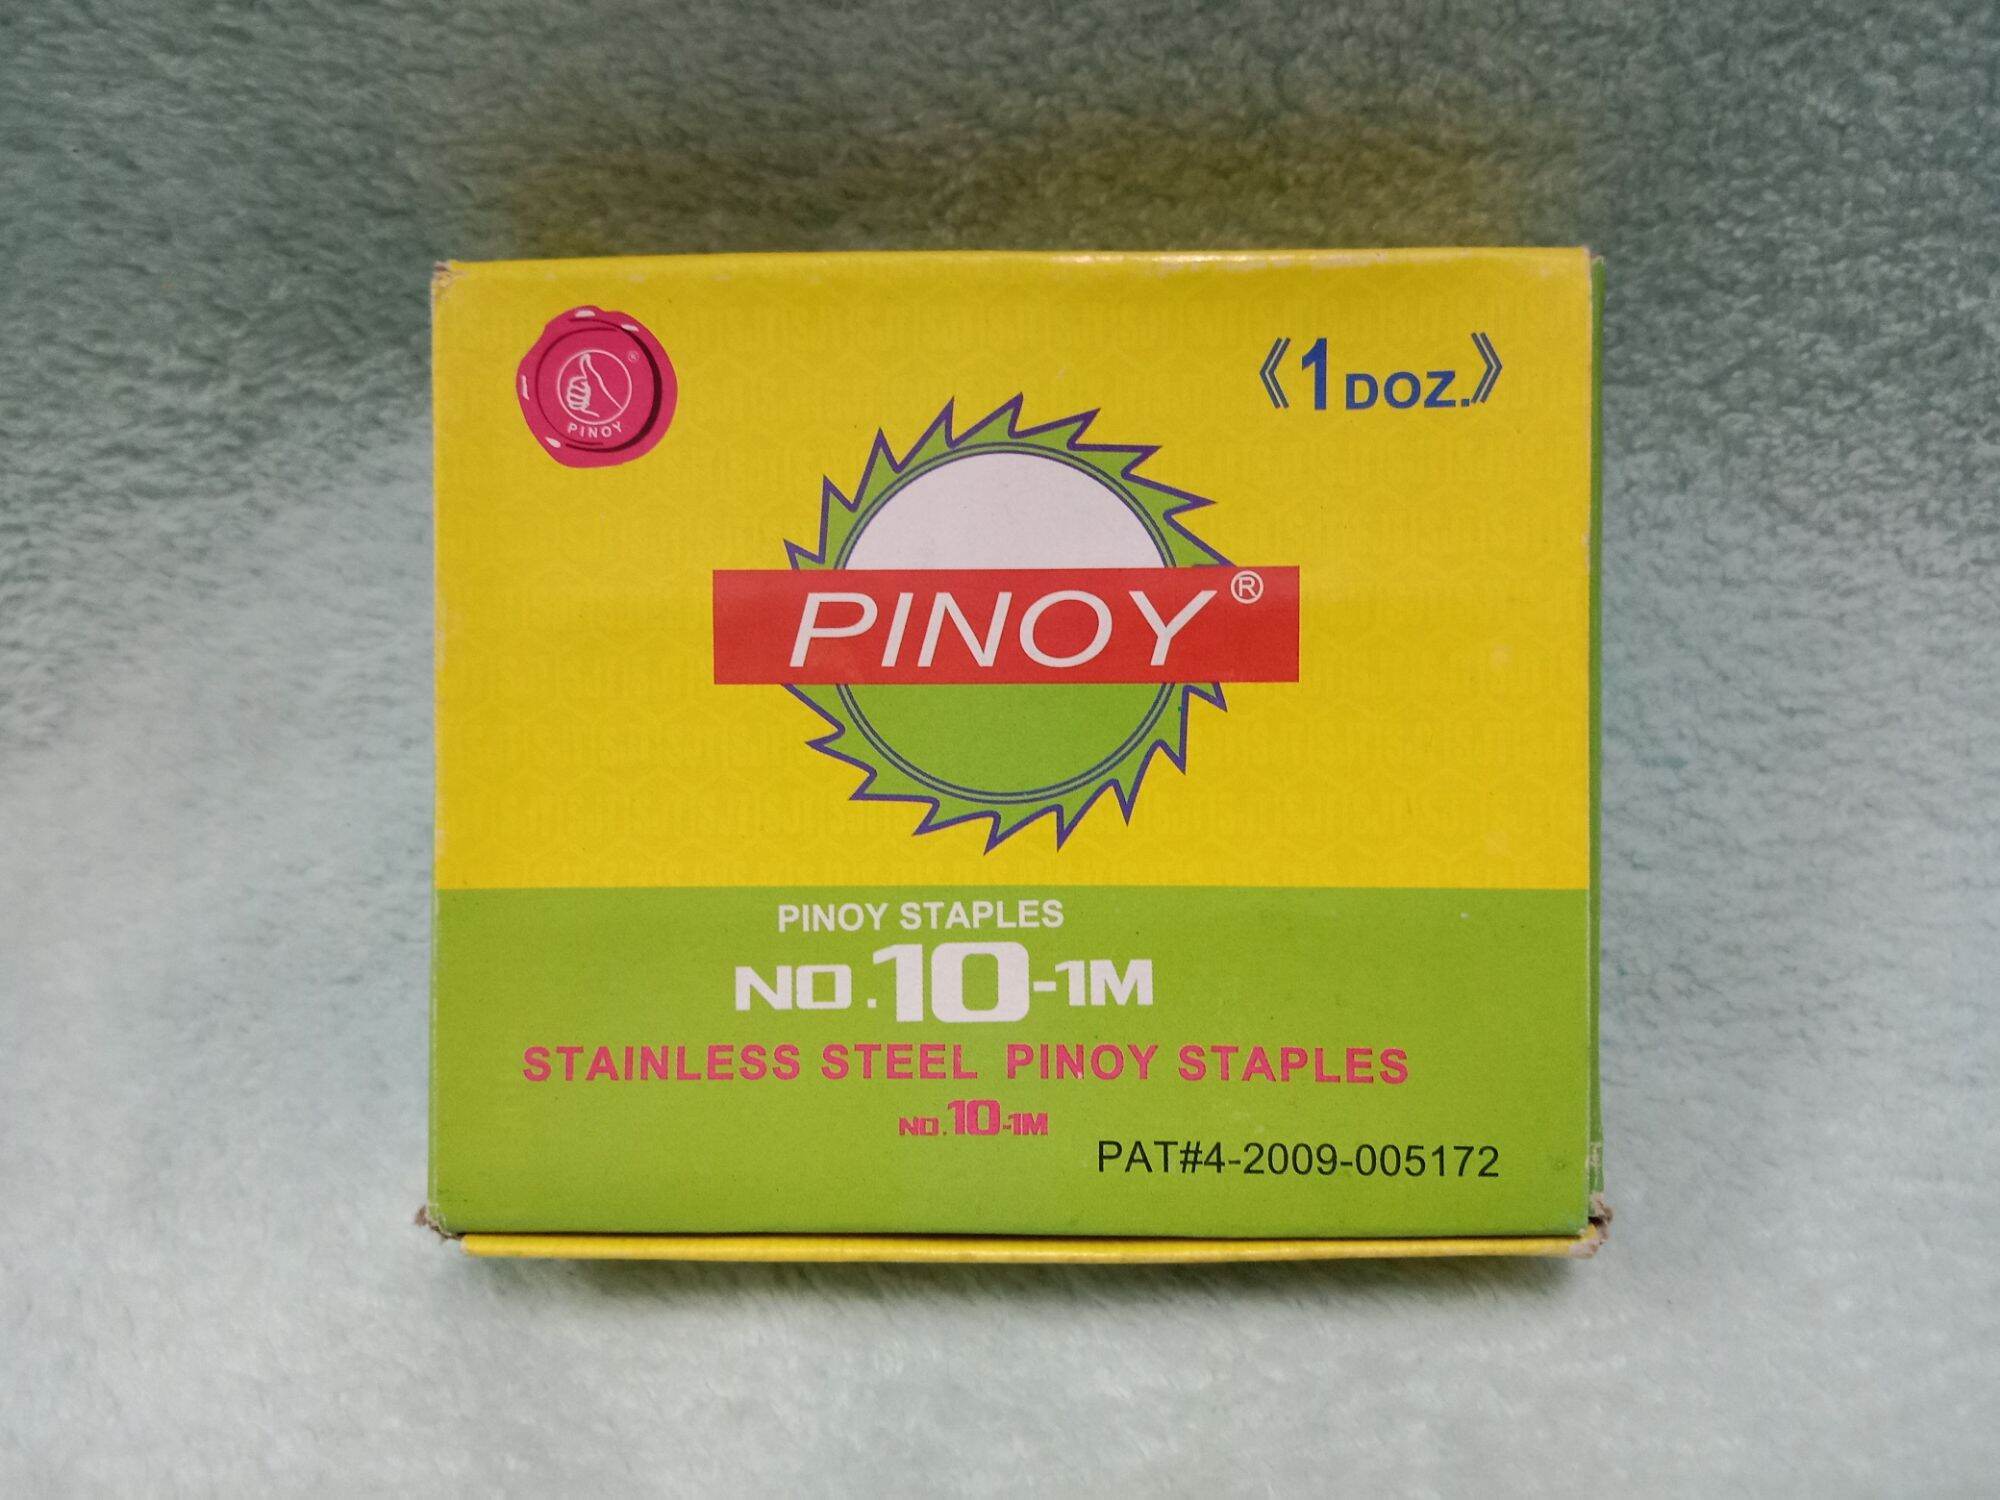 PINOY
《1 DOZ.》
PINOY®
PINOY STAPLES
NO.10-1M
STAINLESS STEEL PINOY STAPLES
NO.10-1M
PAT#4-2009-005172